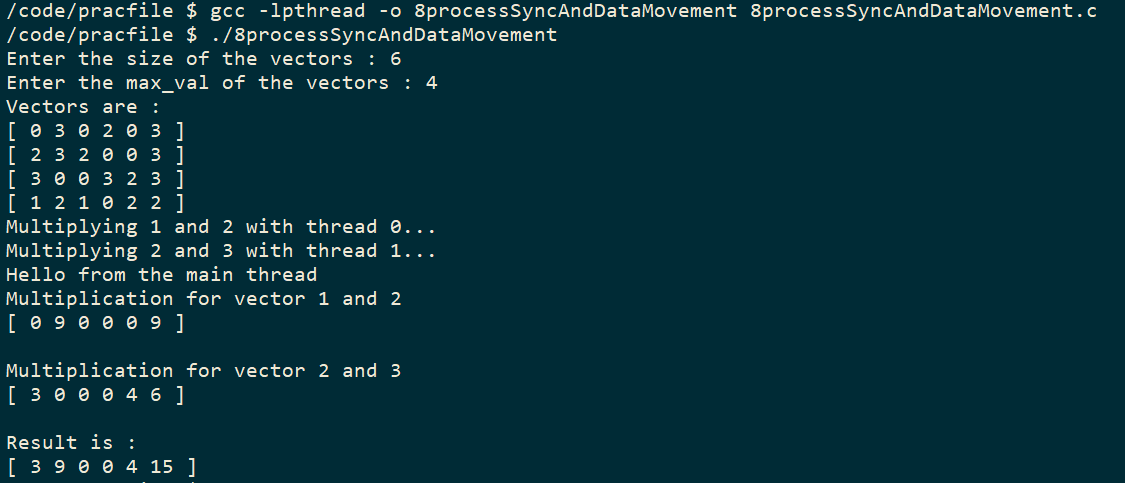 /code/pracfile $ gcc -lpthread -o 8processSyncAndDataMovement 8processSyncAndDataMovement.c
/code/pracfile $ ./8processSyncAndDataMovement
Enter the size of the vectors : 6
Enter the max_val of the vectors : 4
Vectors are :
[ 0 3 0 2 0 3 ]
[ 2 3 2 0 0 3 ]
[ 3 0 0 3 2 3 ]
[ 1 2 1 0 2 2 ]
Multiplying 1 and 2 with thread 0...
Multiplying 2 and 3 with thread 1...
Hello from the main thread
Multiplication for vector 1 and 2
[ 0 9 0 0 0 9 ]
Multiplication for vector 2 and 3
[ 3 0 0 0 4 6 ]
Result is :
[ 3 9 0 0 4 15 ]